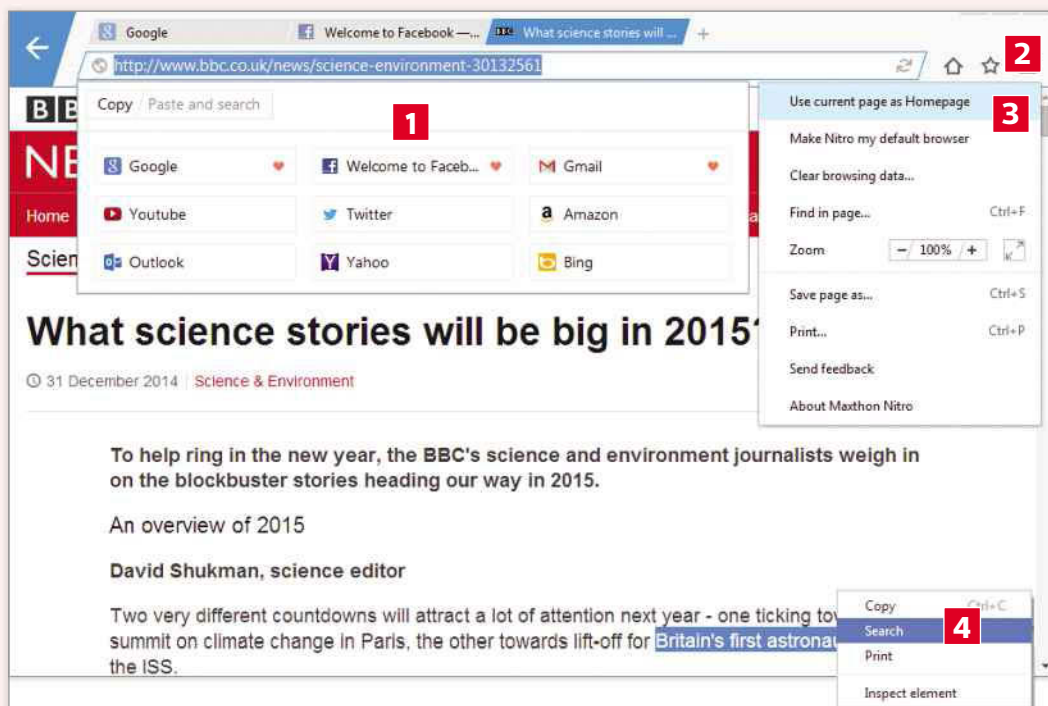 Google
Welcome to Facebook —...
What science stories will ...
http://www.bbc.co.uk/news/science-environment-30132561
2
Copy
Paste and search
1
Google
Welcome to Faceb...
Gmail
Youtube
Twitter
Amazon
Outlook
Yahoo
Bing
Use current page as Homepage
3
Make Nitro my default browser
Clear browsing data...
Find in page... Ctrl+F
Zoom - 100% +
Save page as... Ctrl+S
Print... Ctrl+P
Send feedback
About Maxthon Nitro
B B
NE
Home
Scien
What science stories will be big in 2015?
31 December 2014 Science & Environment
To help ring in the new year, the BBC's science and environment journalists weigh in
on the blockbuster stories heading our way in 2015.
An overview of 2015
David Shukman, science editor
Two very different countdowns will attract a lot of attention next year - one ticking tow
summit on climate change in Paris, the other towards lift-off for Britain's first astronau
the ISS.
Copy Ctrl+C
Search
4
Print
Inspect element